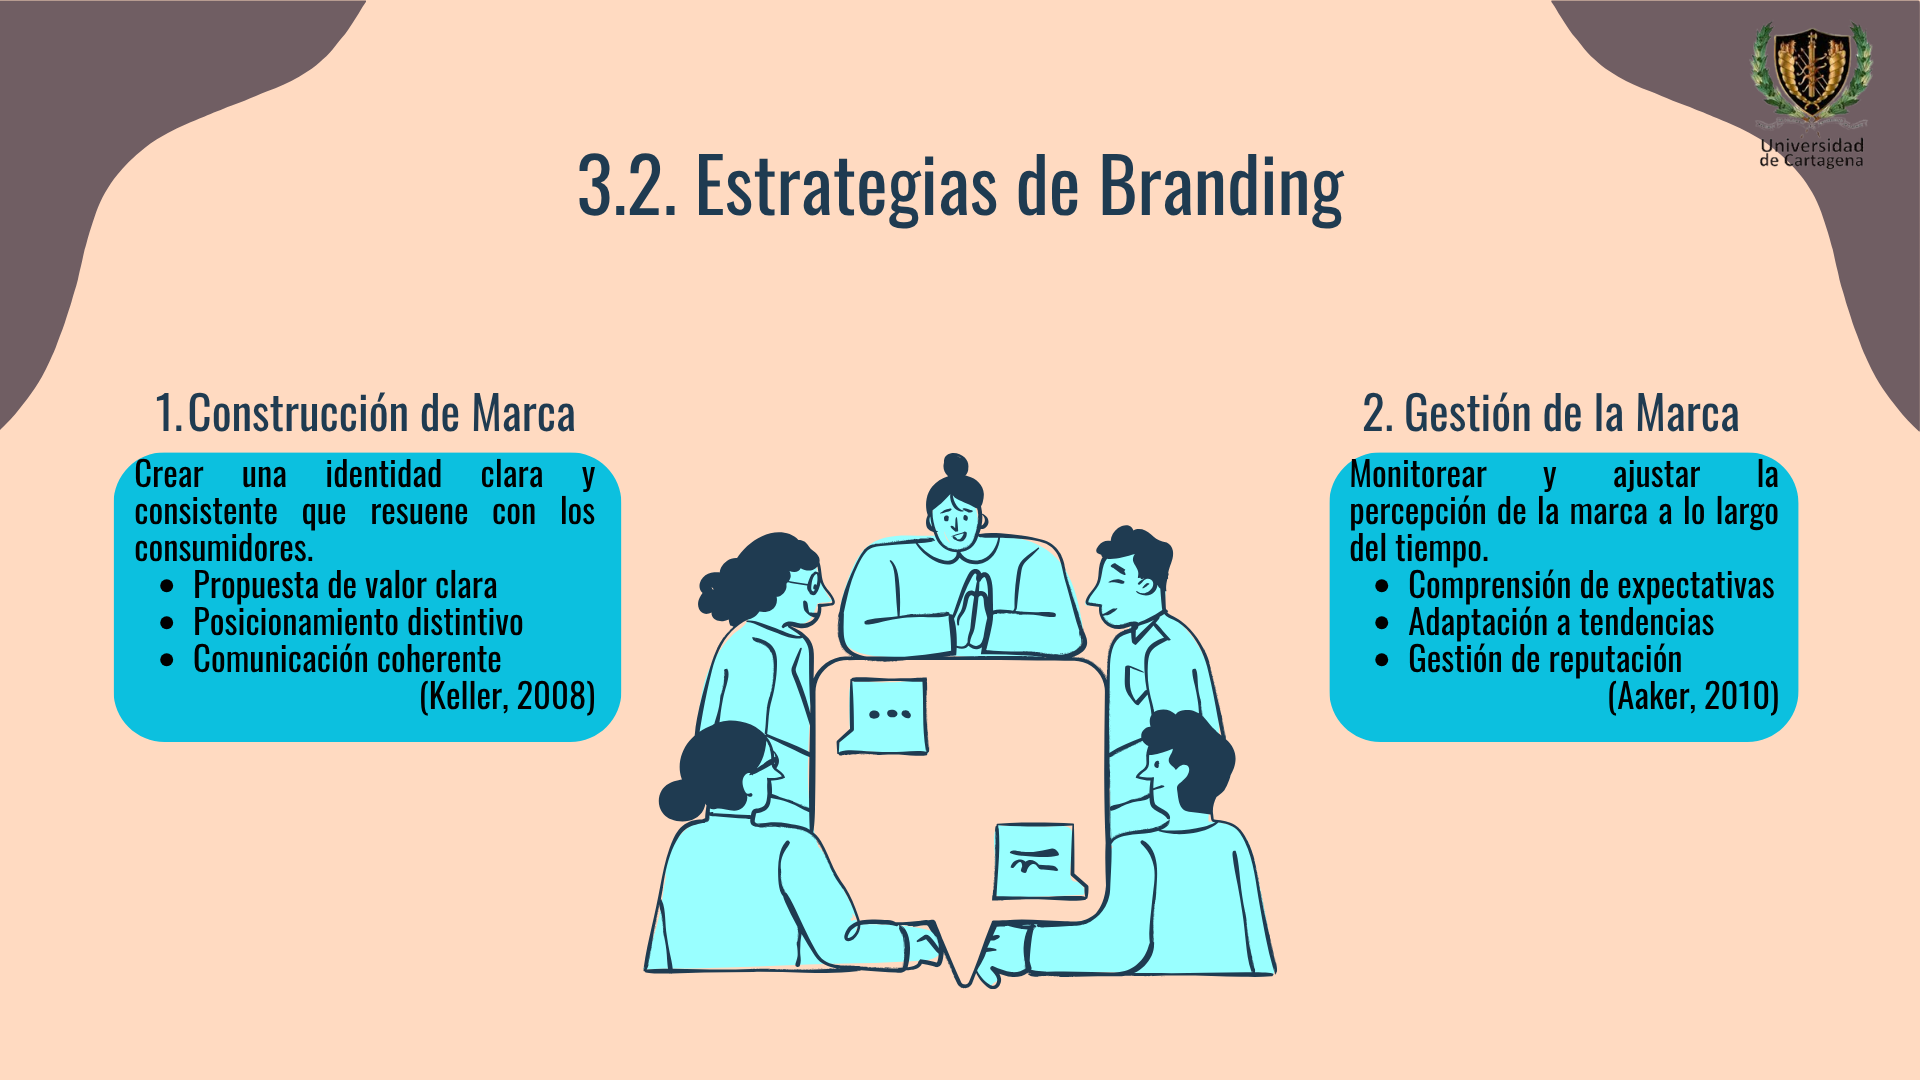 Universidad
de Cartagena
3.2. Estrategias de Branding
1. Construcción de Marca
Crear una identidad clara y
consistente que resuene con los
consumidores.
• Propuesta de valor clara
• Posicionamiento distintivo
• Comunicación coherente
(Keller, 2008)
2. Gestión de la Marca
Monitorear y ajustar la
percepción de la marca a lo largo
del tiempo.
• Comprensión de expectativas
• Adaptación a tendencias
• Gestión de reputación
(Aaker, 2010)